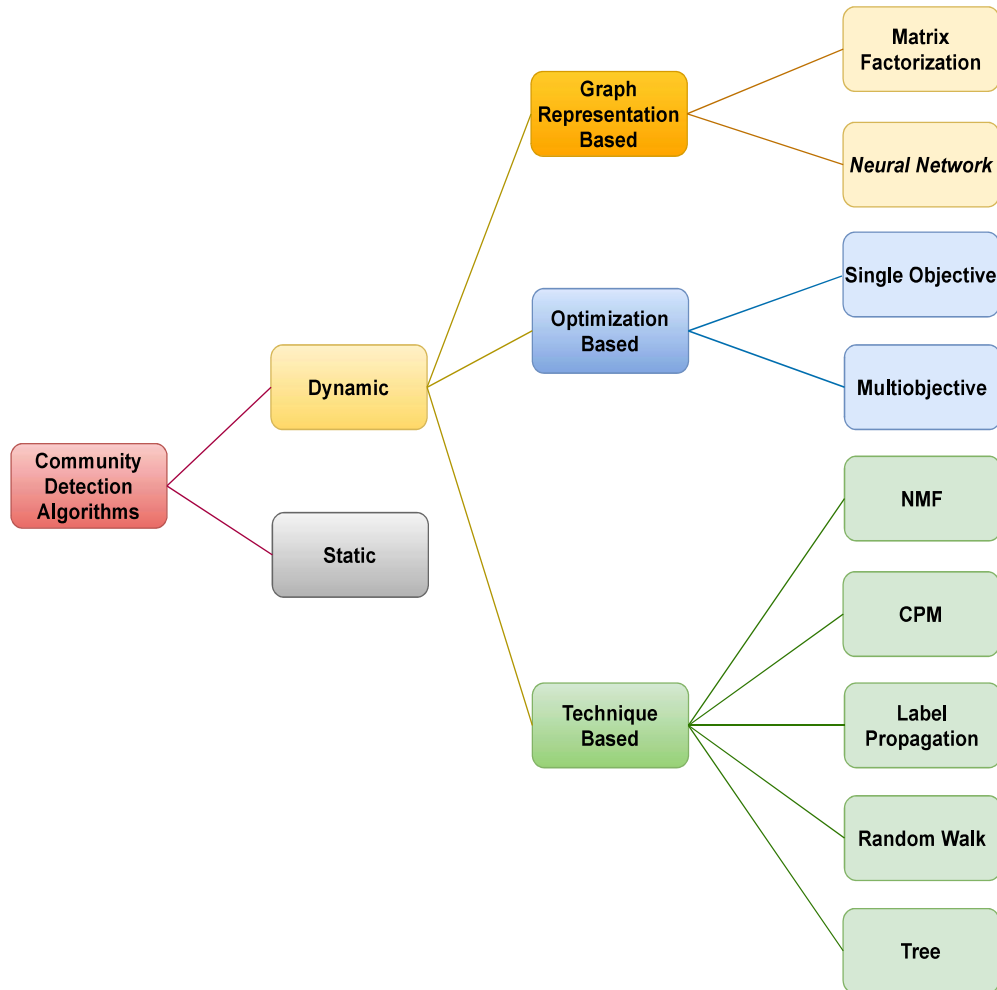 Community
Detection
Algorithms
Dynamic
Static
Graph
Representation
Based
Optimization
Based
Technique
Based
Matrix
Factorization
Neural Network
Single Objective
Multiobjective
NMF
CPM
Label
Propagation
Random Walk
Tree